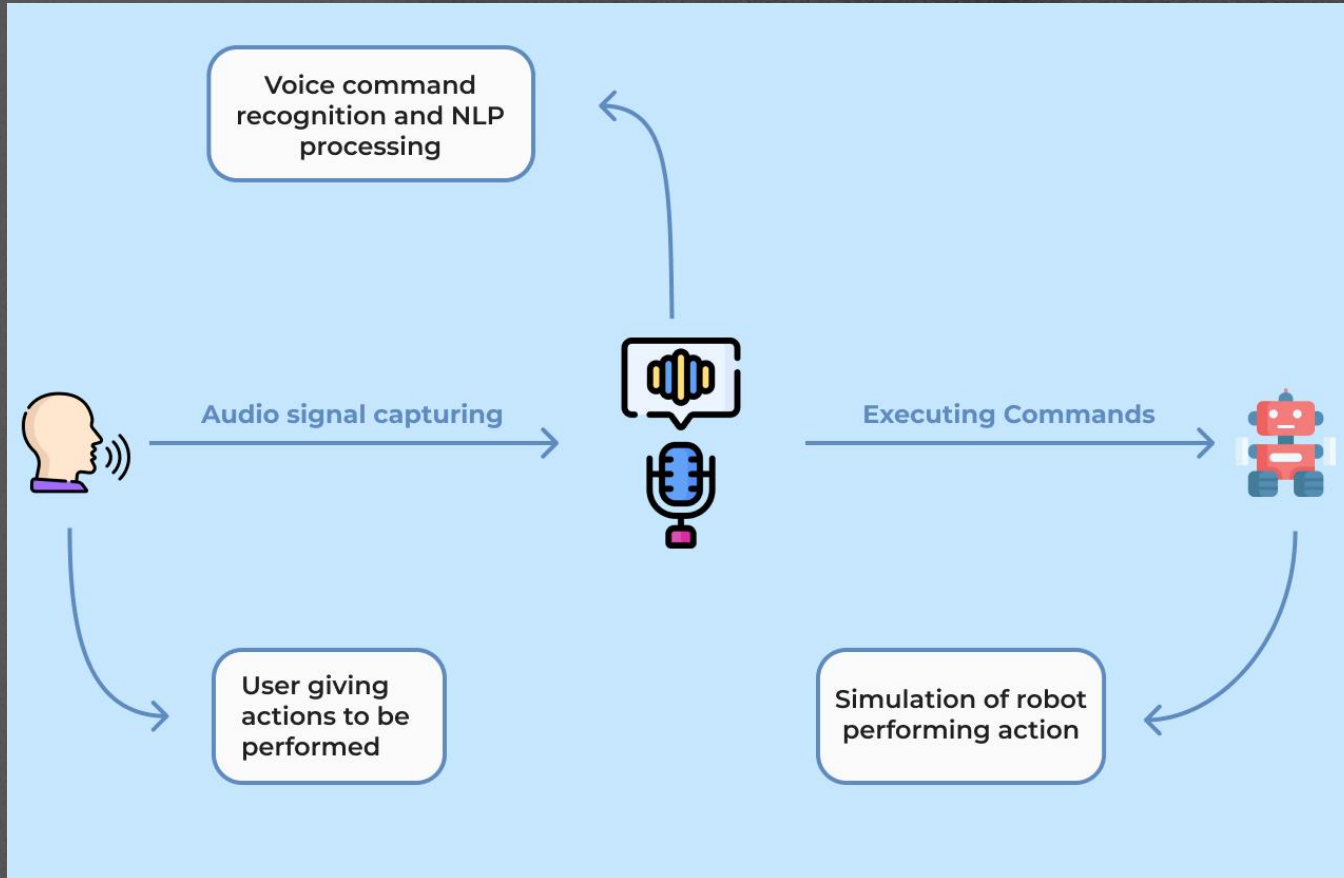 Voice command
recognition and NLP
processing
Audio signal capturing
Executing Commands
User giving
actions to be
performed
Simulation of robot
performing action